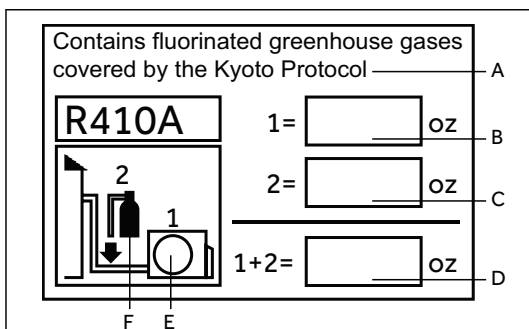 Contains fluorinated greenhouse gases
covered by the Kyoto Protocol
A
R410A
1=
oz
B
2
1
2=
oz
C
1+2=
oz
D
F
E